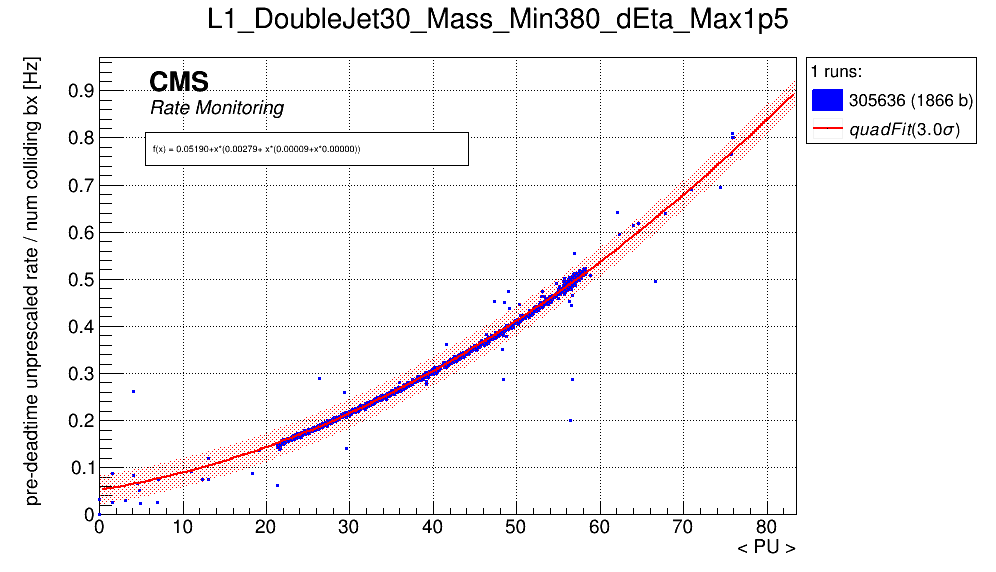 L1_DoubleJet30_Mass_Min380_dEta_Max1p5
pre-deadtime unprescaled rate / num colliding bx [Hz]
CMS
Rate Monitoring
f(x) = 0.05190+x*(0.00279+ x*(0.00009+x*0.00000))
1 runs:
305636 (1866 b)
quadFit(3.0σ)
0.9
0.8
0.7
0.6
0.5
0.4
0.3
0.2
0.1
0
0 10 20 30 40 50 60 70 80
< PU >